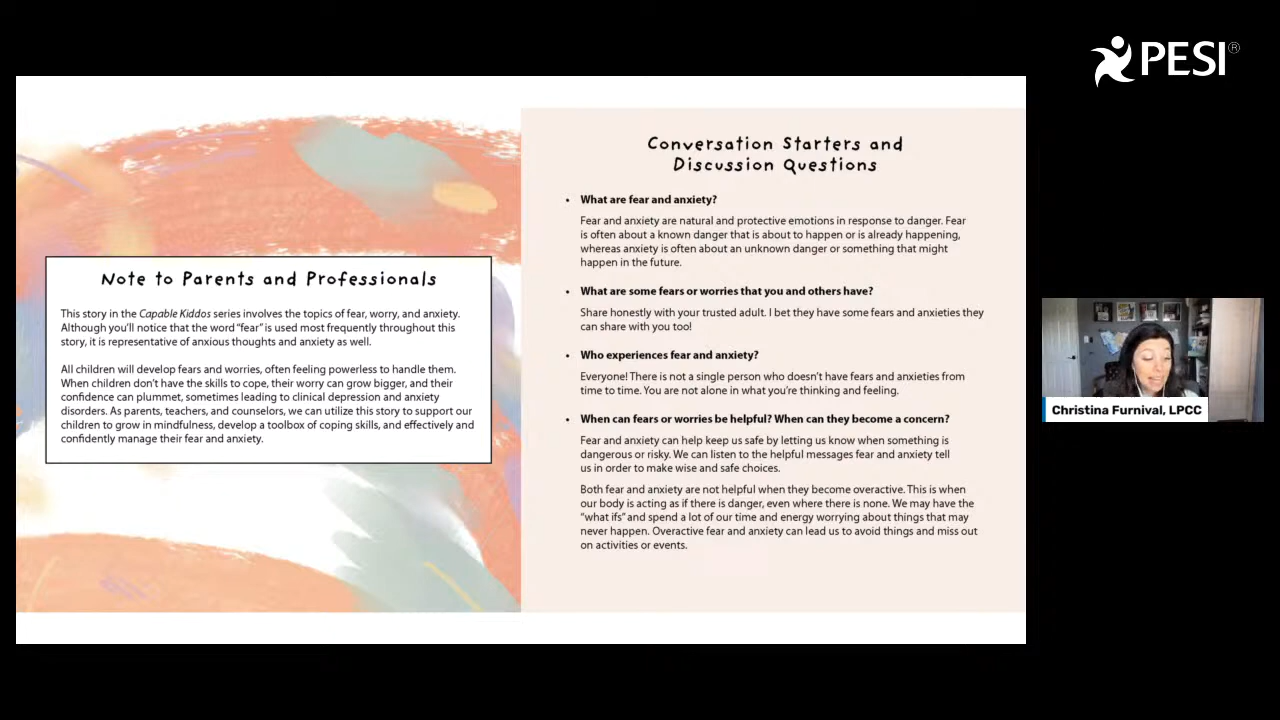 PESI®
Note to Parents and Professionals
This story in the Capable Kiddos series involves the topics of fear, worry, and anxiety.
Although you'll notice that the word "fear" is used most frequently throughout this
story, it is representative of anxious thoughts and anxiety as well.
All children will develop fears and worries, often feeling powerless to handle them.
When children don't have the skills to cope, their worry can grow bigger, and their
confidence can plummet, sometimes leading to clinical depression and anxiety
disorders. As parents, teachers, and counselors, we can utilize this story to support our
children to grow in mindfulness, develop a toolbox of coping skills, and effectively and
confidently manage their fear and anxiety.
Conversation Starters and
Discussion Questions
• What are fear and anxiety?
Fear and anxiety are natural and protective emotions in response to danger. Fear
is often about a known danger that is about to happen or is already happening,
whereas anxiety is often about an unknown danger or something that might
happen in the future.
• What are some fears or worries that you and others have?
Share honestly with your trusted adult. I bet they have some fears and anxieties they
can share with you too!
• Who experiences fear and anxiety?
Everyone! There is not a single person who doesn't have fears and anxieties from
time to time. You are not alone in what you're thinking and feeling.
• When can fears or worries be helpful? When can they become a concern?
Fear and anxiety can help keep us safe by letting us know when something is
dangerous or risky. We can listen to the helpful messages fear and anxiety tell
us in order to make wise and safe choices.
Both fear and anxiety are not helpful when they become overactive. This is when
our body is acting as if there is danger, even where there is none. We may have the
"what ifs" and spend a lot of our time and energy worrying about things that may
never happen. Overactive fear and anxiety can lead us to avoid things and miss out
on activities or events.
Christina Furnival, LPCC